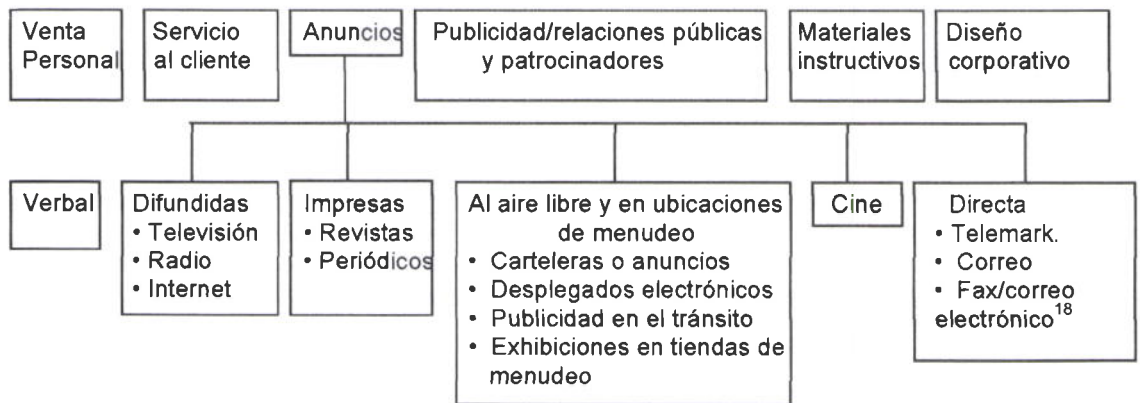 Venta
Personal
Servicio
al cliente
Anuncios
Publicidad/relaciones públicas
y patrocinadores
Materiales
instructivos
Diseño
corporativo
Verbal
Difundidas
• Televisión
• Radio
• Internet
Impresas
• Revistas
• Periódicos
Al aire libre y en ubicaciones
de menudeo
• Carteleras o anuncios
• Desplegados electrónicos
• Publicidad en el tránsito
• Exhibiciones en tiendas de
menudeo
Cine
Directa
• Telemark.
• Correo
• Fax/correo
electrónico18